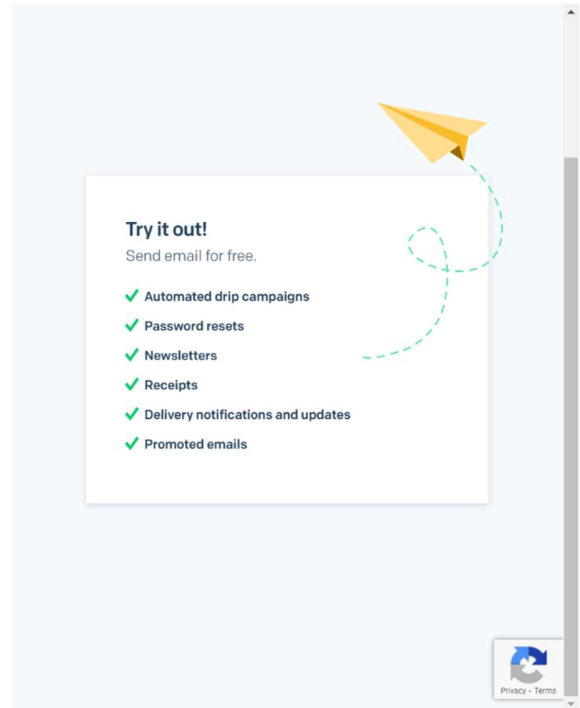 Try it out!
Send email for free.
Automated drip campaigns
Password resets
Newsletters
Receipts
Delivery notifications and updates
Promoted emails
Privacy - Terms